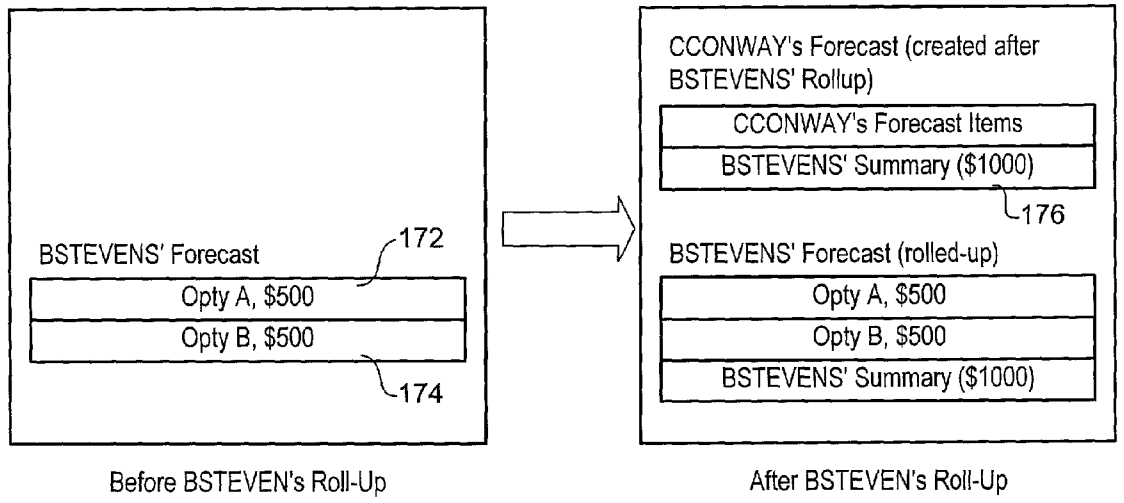 BSTEVENS' Forecast
172
Opty A, $500
Opty B, $500
174
Before BSTEVEN's Roll-Up
CCONWAY's Forecast (created after
BSTEVENS' Rollup)
CCONWAY's Forecast Items
BSTEVENS' Summary ($1000)
176
BSTEVENS' Forecast (rolled-up)
Opty A, $500
Opty B, $500
BSTEVENS' Summary ($1000)
After BSTEVEN's Roll-Up